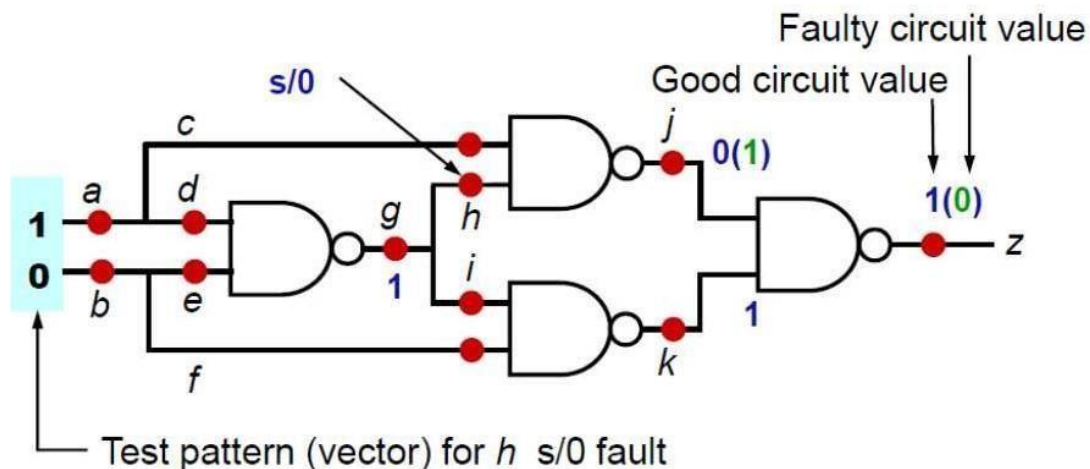 Faulty circuit value
Good circuit value
s/0
c
j
0(1)
1(0)
a
d
g
h
1
z
0
1
i
1
b
e
k
f
Test pattern (vector) for h s/0 fault